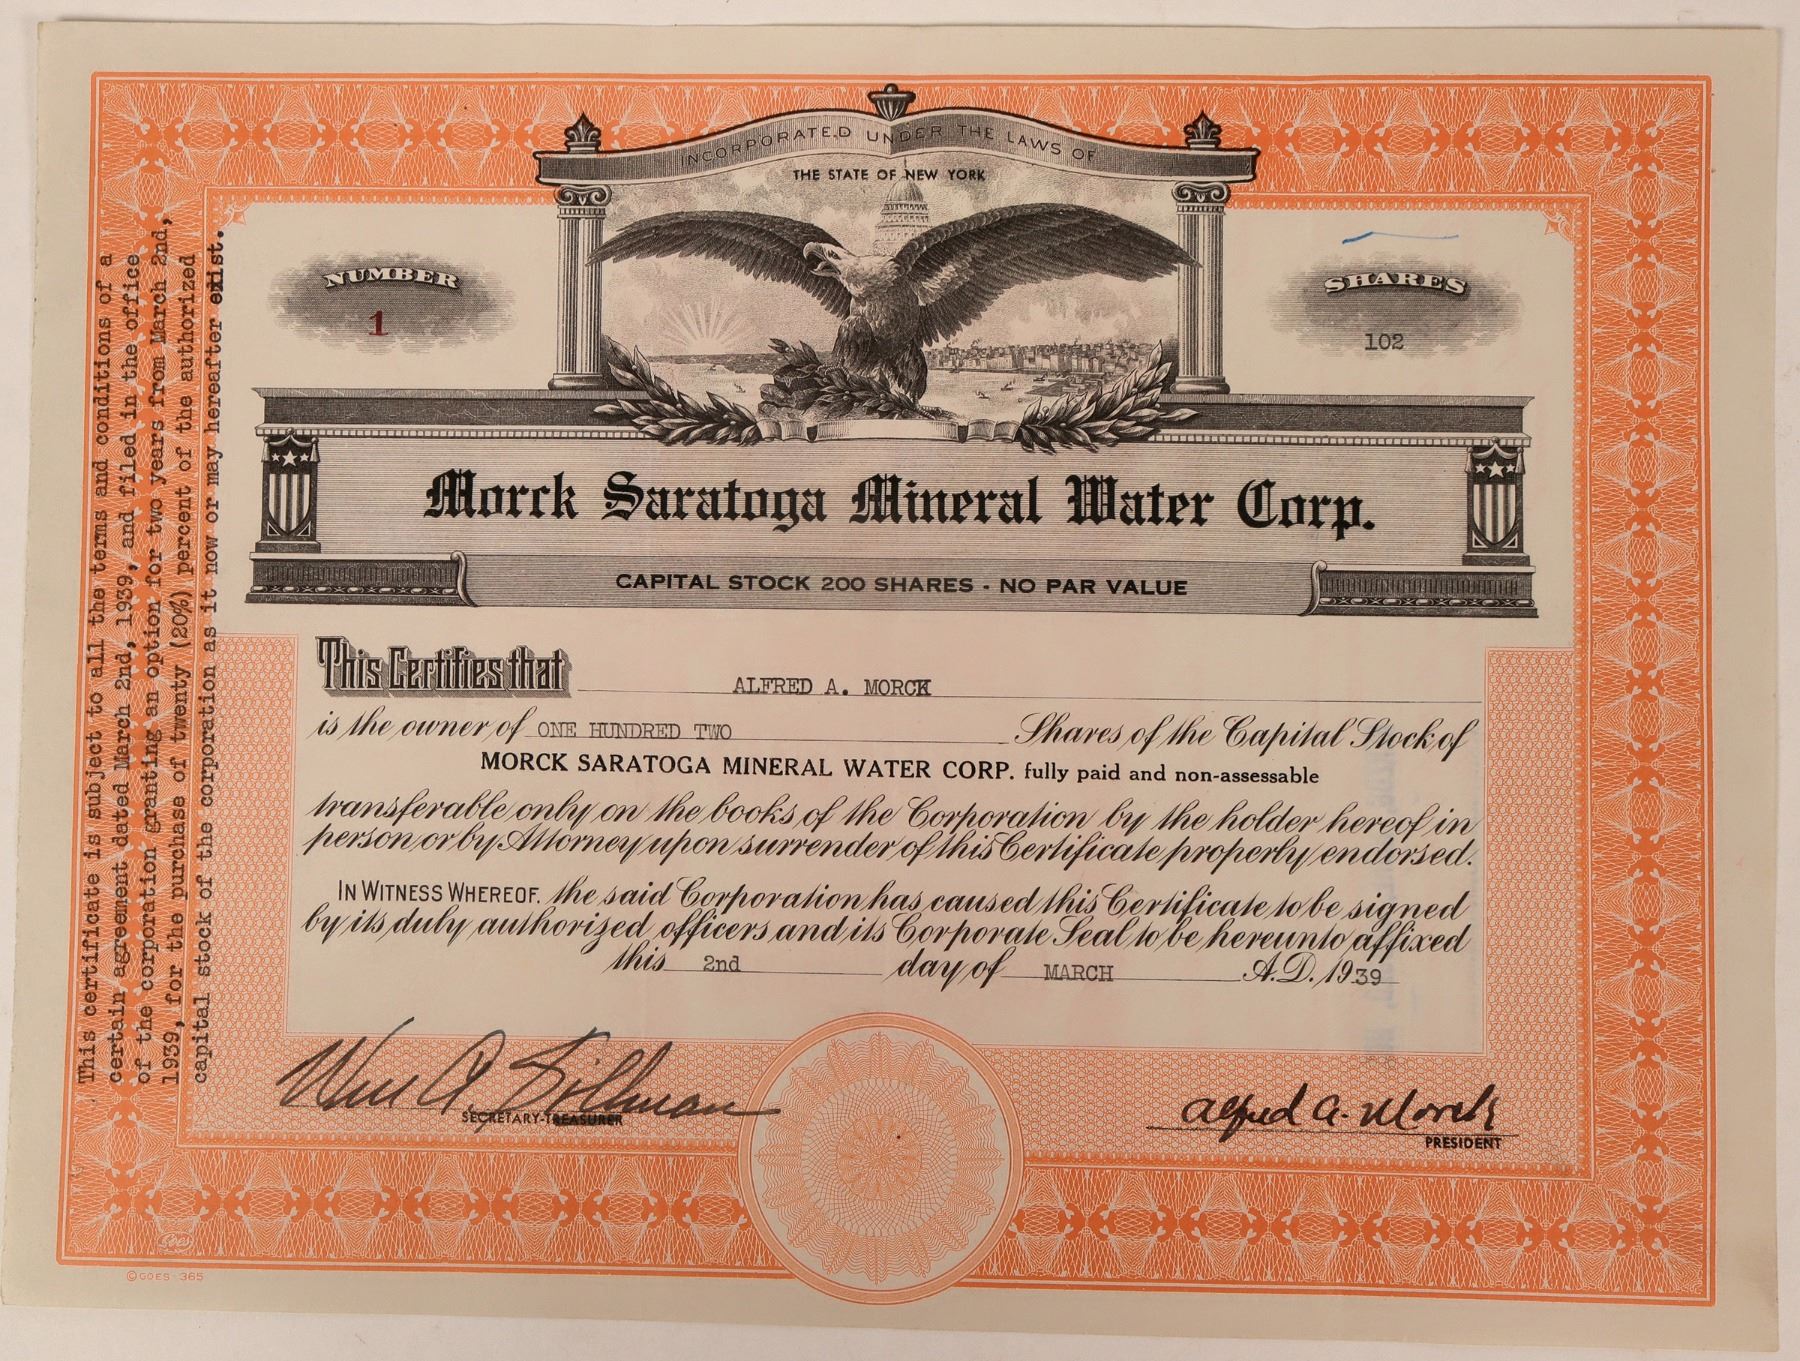 INCORPORATED UNDER THE LAWS OF
THE STATE OF NEW YORK
NUMBER
1
SHARES
102
Morck Saratoga Mineral Water Corp.
CAPITAL STOCK 200 SHARES - NO PAR VALUE
This Certifies that ALFRED A. MORCK
is the owner of ONE HUNDRED TWO Shares of the Capital Stock of
MORCK SARATOGA MINERAL WATER CORP. fully paid and non-assessable
transferable only on the books of the Corporation by the holder hereof in
person or by Attorney upon surrender of this Certificate properly endorsed.
IN WITNESS WHEREOF, the said Corporation has caused this Certificate to be signed
by its duly authorized officers and its Corporate Seal to be hereunto affixed
this 2nd day of MARCH A.D. 1939
Wm A. Sillman
SECRETARY-TREASURER
Alfred A. Morck
PRESIDENT
This certificate is subject to all the terms and conditions of a
certain agreement dated March 2nd, 1939, and filed in the office
of the corporation granting an option for two years from March 2nd,
1939, for the purchase of twenty (20%) percent of the authorized
capital stock of the corporation as it now or may hereafter exist.
Goes
©GOES 365